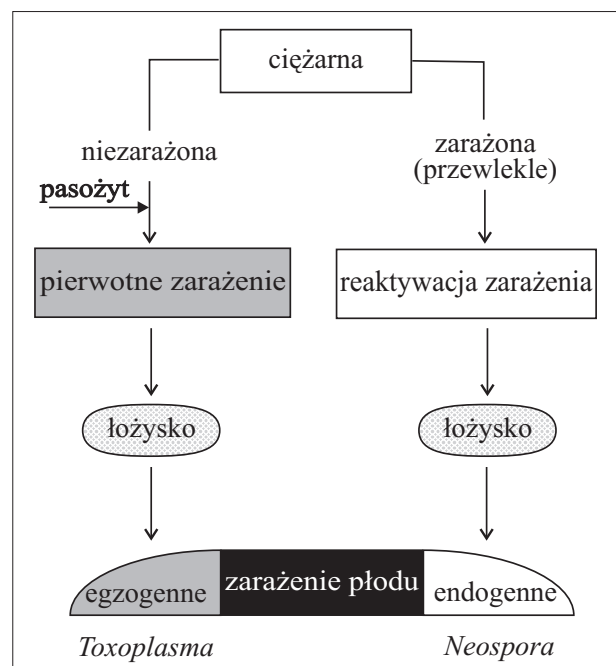 ciężarna
niezarażona
zarażona
(przewlekle)
pasożyt
pierwotne zarażenie
reaktywacja zarażenia
łożysko
łożysko
egzogenne
zarażenie płodu
endogenne
Toxoplasma
Neospora